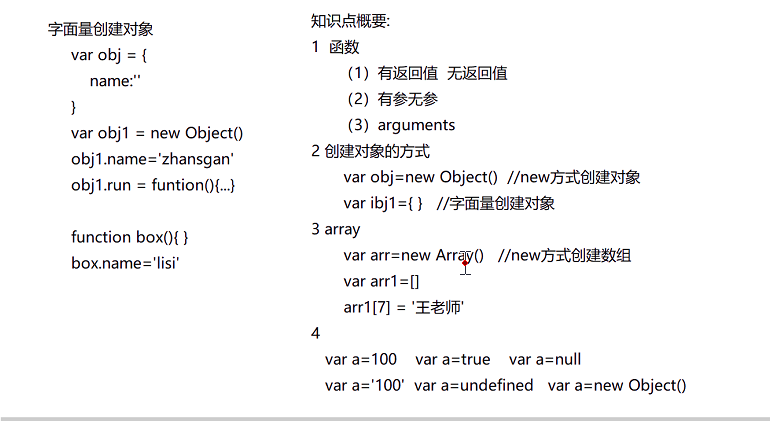 字面量创建对象
var obj = {
name:''
}
var obj1 = new Object()
obj1.name='zhansgan'
obj1.run = funtion(){...}
function box(){ }
box.name='lisi'
知识点概要:
1 函数
（1）有返回值 无返回值
（2）有参无参
（3）arguments
2 创建对象的方式
var obj=new Object() //new方式创建对象
var ibj1={ } //字面量创建对象
3 array
var arr=new Array() //new方式创建数组
var arr1=[]
arr1[7] = '王老师'
4
var a=100 var a=true var a=null
var a='100' var a=undefined var a=new Object()